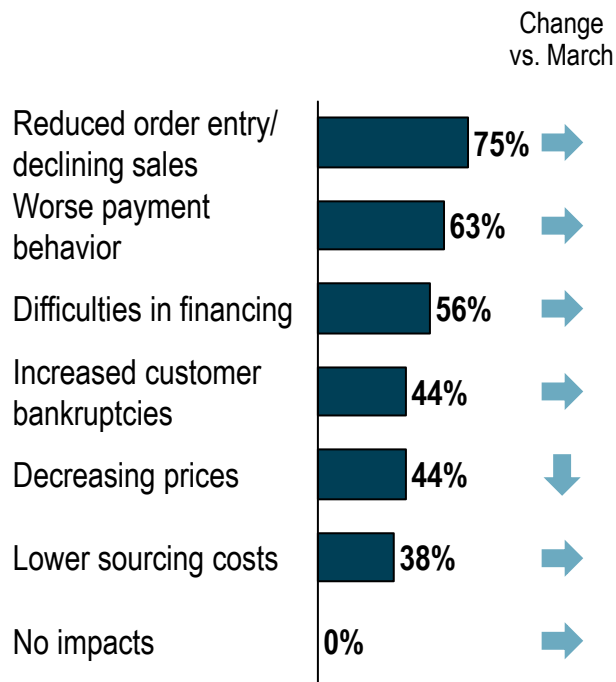 Change
vs. March
Reduced order entry/
declining sales
75%
Worse payment
behavior
63%
Difficulties in financing
56%
Increased customer
bankruptcies
44%
Decreasing prices
44%
Lower sourcing costs
38%
No impacts
0%